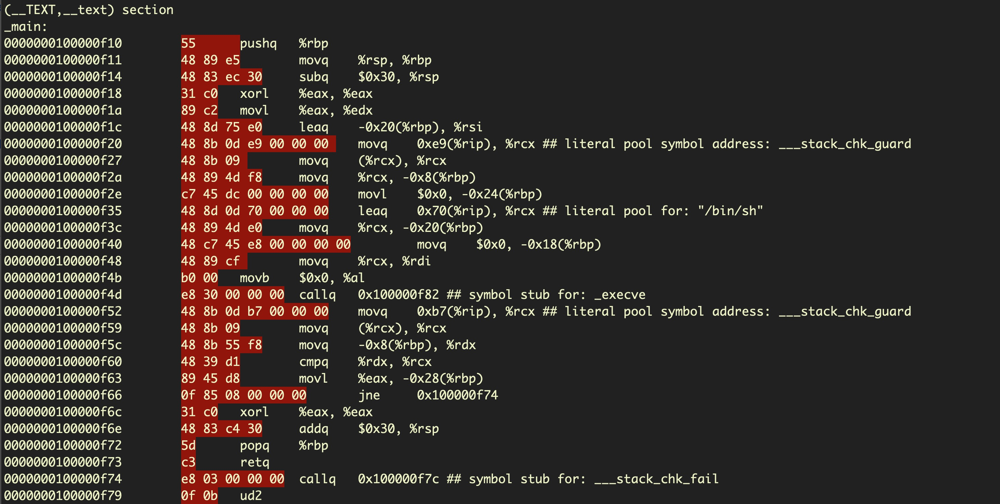 (__TEXT,__text) section
_main:
0000000100000f10 55 pushq %rbp
0000000100000f11 48 89 e5 movq %rsp, %rbp
0000000100000f14 48 83 ec 30 subq $0x30, %rsp
0000000100000f18 31 c0 xorl %eax, %eax
0000000100000f1a 89 c2 movl %eax, %edx
0000000100000f1c 48 8d 75 e0 leaq -0x20(%rbp), %rsi
0000000100000f20 48 8b 0d e9 00 00 00 movq 0xe9(%rip), %rcx ## literal pool symbol address: ___stack_chk_guard
0000000100000f27 48 8b 09 movq (%rcx), %rcx
0000000100000f2a 48 89 4d f8 movq %rcx, -0x8(%rbp)
0000000100000f2e c7 45 dc 00 00 00 00 movl $0x0, -0x24(%rbp)
0000000100000f35 48 8d 0d 70 00 00 00 leaq 0x70(%rip), %rcx ## literal pool for: "/bin/sh"
0000000100000f3c 48 89 4d e0 movq %rcx, -0x20(%rbp)
0000000100000f40 48 c7 45 e8 00 00 00 00 movq $0x0, -0x18(%rbp)
0000000100000f48 48 89 cf movq %rcx, %rdi
0000000100000f4b b0 00 movb $0x0, %al
0000000100000f4d e8 30 00 00 00 callq 0x100000f82 ## symbol stub for: _execve
0000000100000f52 48 8b 0d b7 00 00 00 movq 0xb7(%rip), %rcx ## literal pool symbol address: ___stack_chk_guard
0000000100000f59 48 8b 09 movq (%rcx), %rcx
0000000100000f5c 48 8b 55 f8 movq -0x8(%rbp), %rdx
0000000100000f60 48 39 d1 cmpq %rdx, %rcx
0000000100000f63 89 45 d8 movl %eax, -0x28(%rbp)
0000000100000f66 0f 85 08 00 00 00 jne 0x100000f74
0000000100000f6c 31 c0 xorl %eax, %eax
0000000100000f6e 48 83 c4 30 addq $0x30, %rsp
0000000100000f72 5d popq %rbp
0000000100000f73 c3 retq
0000000100000f74 e8 03 00 00 00 callq 0x100000f7c ## symbol stub for: ___stack_chk_fail
0000000100000f79 0f 0b ud2